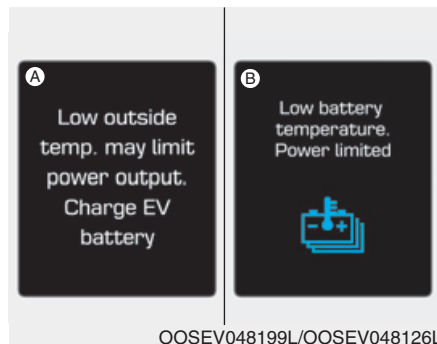 A
Low outside
temp. may limit
power output.
Charge EV
battery
B
Low battery
temperature.
Power limited
OOSEV048199L/OOSEV048126L